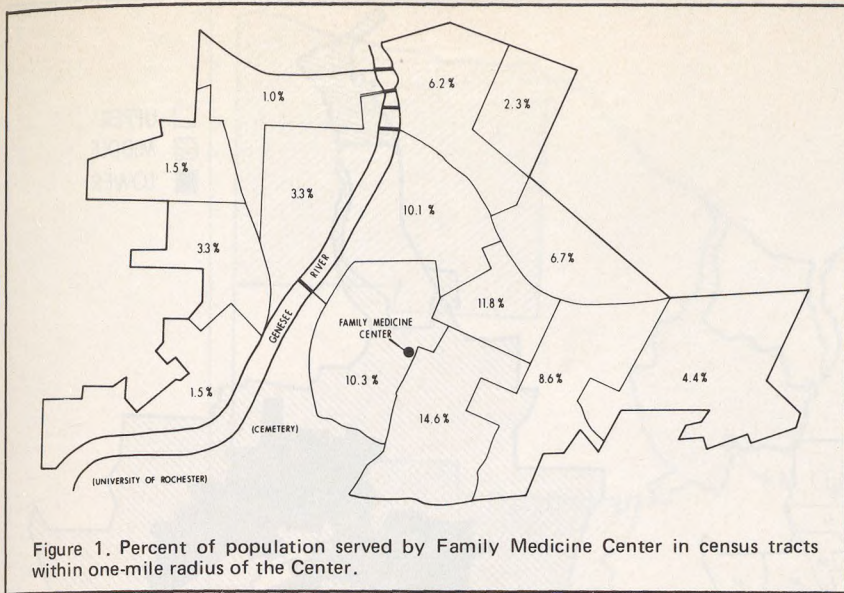 6.2 %
1.0 %
2.3 %
1.5 %
3.3 %
10.1 %
3.3 %
6.7 %
GENESEE RIVER
11.8 %
FAMILY MEDICINE
CENTER
10.3 %
8.6 %
4.4 %
1.5 %
14.6 %
(CEMETERY)
(UNIVERSITY OF ROCHESTER)
Figure 1. Percent of population served by Family Medicine Center in census tracts
within one-mile radius of the Center.
UPPER
MIDDLE
LOWER